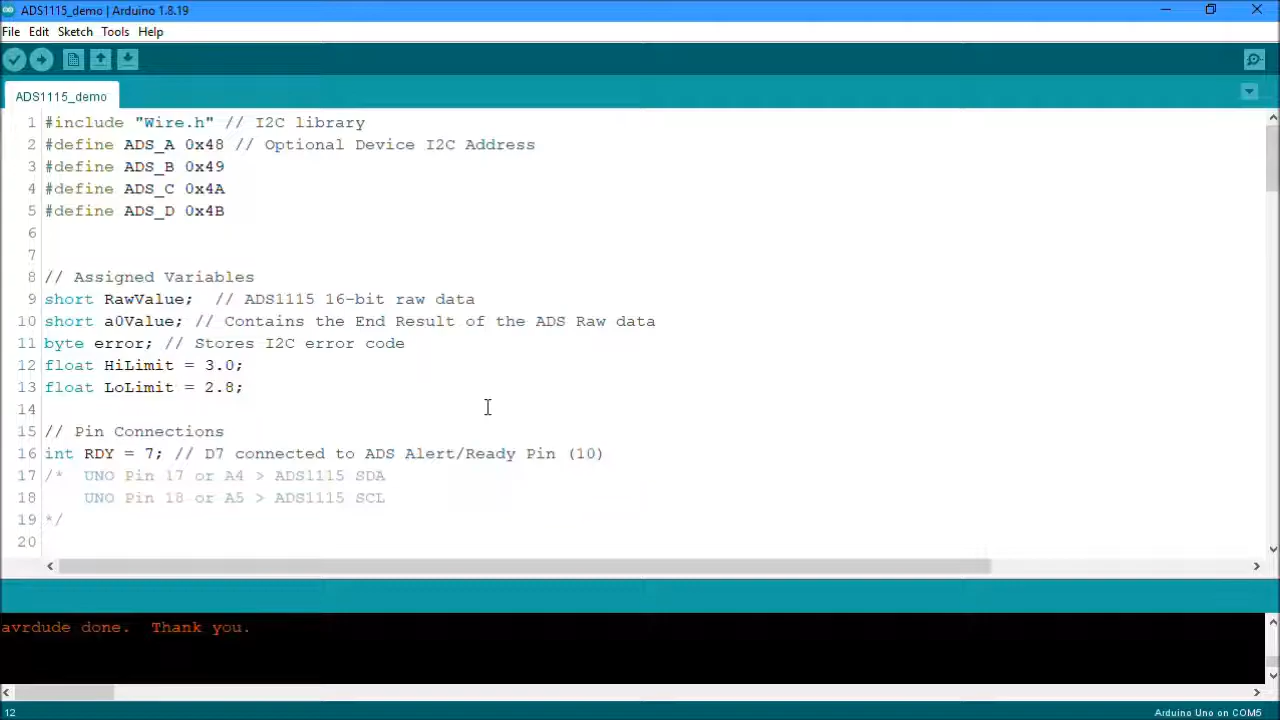 ADS1115_demo | Arduino 1.8.19
File Edit Sketch Tools Help
ADS1115_demo
1 #include "Wire.h" // I2C library
2 #define ADS_A 0x48 // Optional Device I2C Address
3 #define ADS_B 0x49
4 #define ADS_C 0x4A
5 #define ADS_D 0x4B
6
7
8 // Assigned Variables
9 short RawValue;  // ADS1115 16-bit raw data
10 short a0Value; // Contains the End Result of the ADS Raw data
11 byte error; // Stores I2C error code
12 float HiLimit = 3.0;
13 float LoLimit = 2.8;
14
15 // Pin Connections
16 int RDY = 7; // D7 connected to ADS Alert/Ready Pin (10)
17 /*  UNO Pin 17 or A4 > ADS1115 SDA
18     UNO Pin 18 or A5 > ADS1115 SCL
19 */
20
avrdude done.  Thank you.
12
Arduino Uno on COM5